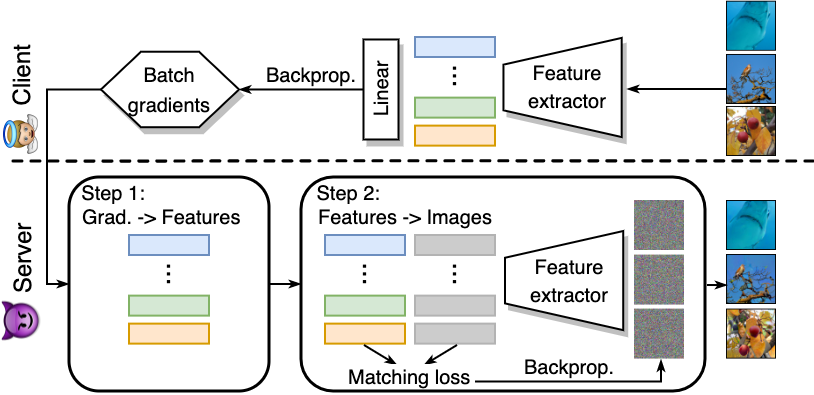 Client
Batch
gradients
Backprop.
Linear
...
Feature
extractor
Server
Step 1:
Grad. -> Features
...
Step 2:
Features -> Images
...
...
Feature
extractor
Matching loss
Backprop.